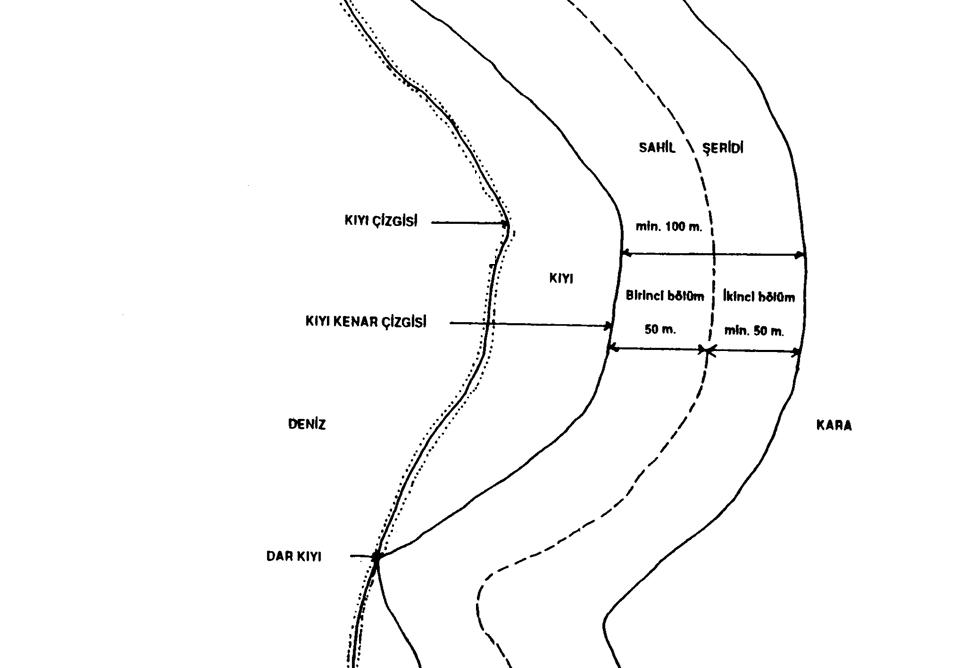 SAHİL ŞERİDİ
KIYI ÇİZGİSİ
min. 100 m.
KIYI
Birinci bölüm
İkinci bölüm
KIYI KENAR ÇİZGİSİ
50 m.
min. 50 m.
DENİZ
KARA
DAR KIYI